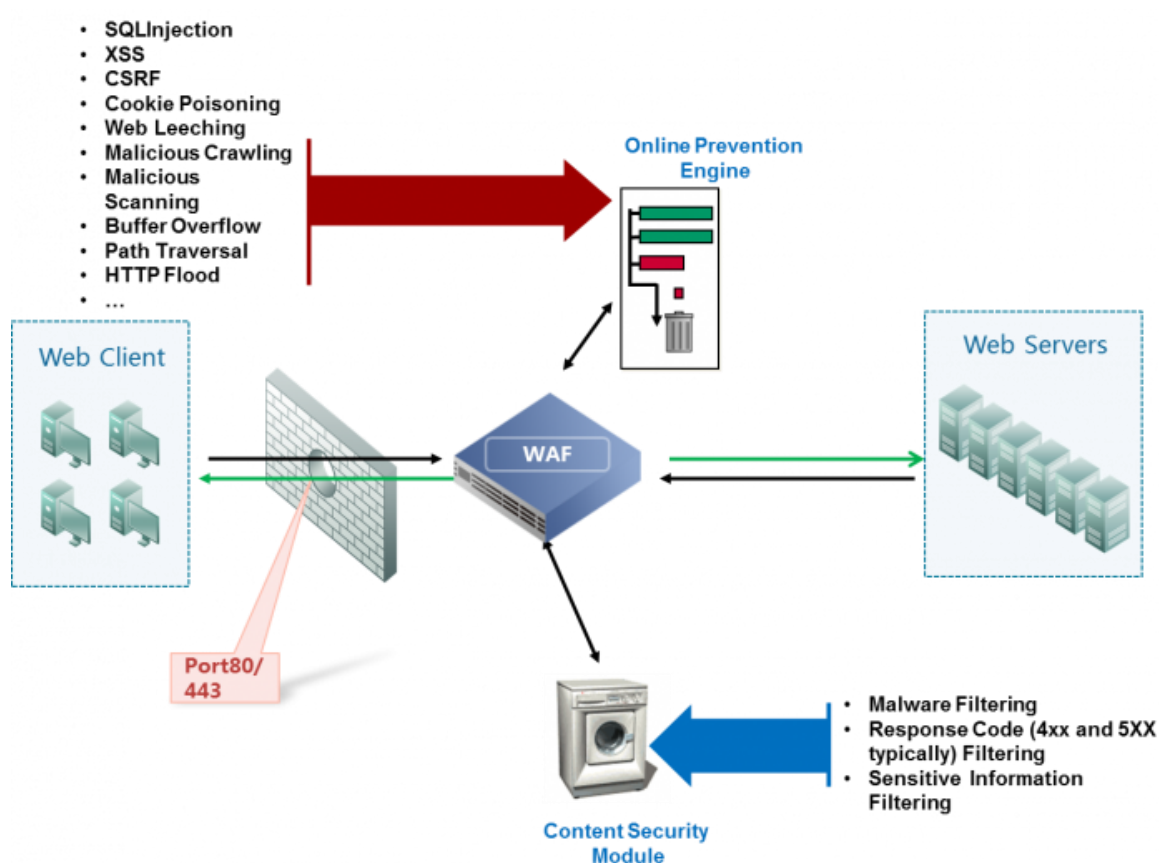 • SQLInjection
• XSS
• CSRF
• Cookie Poisoning
• Web Leeching
• Malicious Crawling
• Malicious
Scanning
• Buffer Overflow
• Path Traversal
• HTTP Flood
• ...
Online Prevention
Engine
Web Client
Web Servers
WAF
Port80/
443
• Malware Filtering
• Response Code (4xx and 5XX
typically) Filtering
• Sensitive Information
Filtering
Content Security
Module